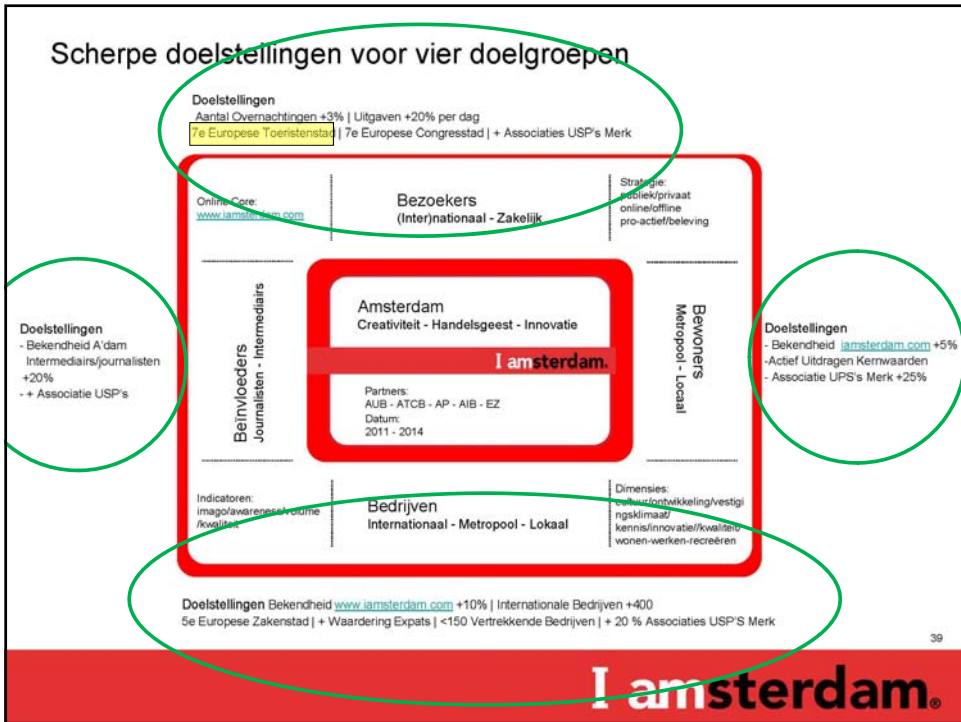 Scherpe doelstellingen voor vier doelgroepen
Doelstellingen
Aantal Overnachtingen +3% | Uitgaven +20% per dag
7e Europese Toeristenstad | 7e Europese Congresstad | + Associaties USP's Merk
Online Core:
www.iamsterdam.com
Bezoekers
(Inter)nationaal - Zakelijk
Strategie:
publiek/privaat
online/offline
pro-actief/beleving
Doelstellingen
- Bekendheid A'dam
Intermediairs/journalisten
+20%
- + Associatie USP's
Beïnvloeders
Journalisten - Intermediairs
Amsterdam
Creativiteit - Handelsgeest - Innovatie
I amsterdam.
Partners:
AUB - ATCB - AP - AIB - EZ
Datum:
2011 - 2014
Bewoners
Metropool - Locaal
Doelstellingen
- Bekendheid iamsterdam.com +5%
-Actief Uitdragen Kernwaarden
- Associatie UPS's Merk +25%
Indicatoren:
imago/awareness/volume
/kwaliteit
Bedrijven
Internationaal - Metropool - Lokaal
Dimensies:
cultuur/ontwikkeling/vestigi
ngsklimaat/
kennis/innovatie//kwaliteit
wonen-werken-recreëren
Doelstellingen Bekendheid www.iamsterdam.com +10% | Internationale Bedrijven +400
5e Europese Zakenstad | + Waardering Expats | <150 Vertrekkende Bedrijven | + 20 % Associaties USP'S Merk
39
I amsterdam®